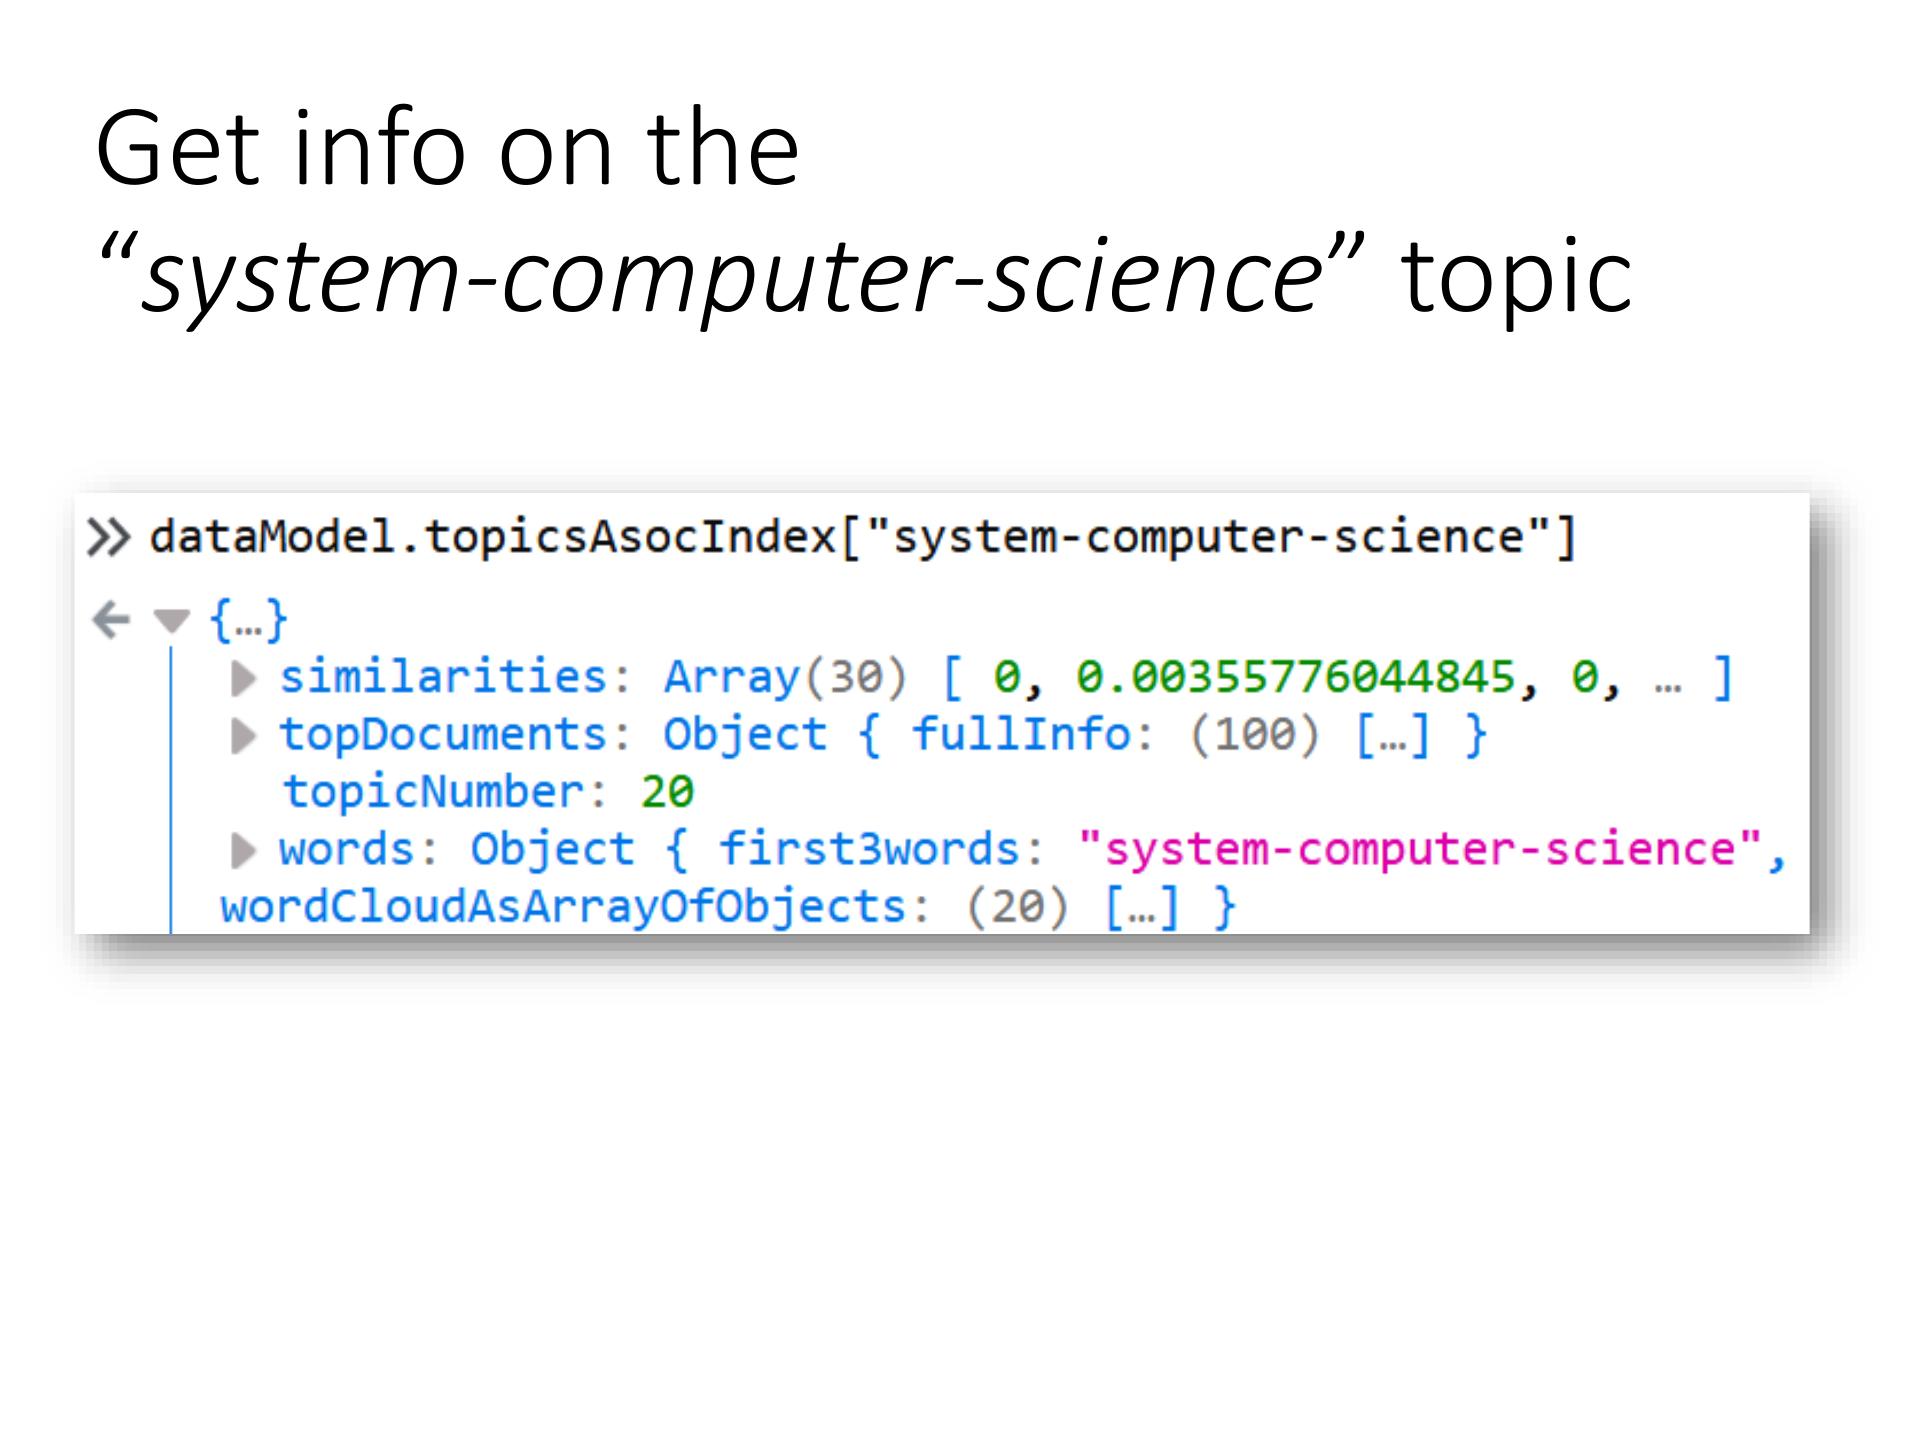 Get info on the
“system-computer-science” topic
» dataModel.topicsAsocIndex["system-computer-science"]
← ▼ {…}
▶ similarities: Array(30) [ 0, 0.00355776044845, 0, … ]
▶ topDocuments: Object { fullInfo: (100) […] }
topicNumber: 20
▶ words: Object { first3words: "system-computer-science",
wordCloudAsArrayOfObjects: (20) […] }